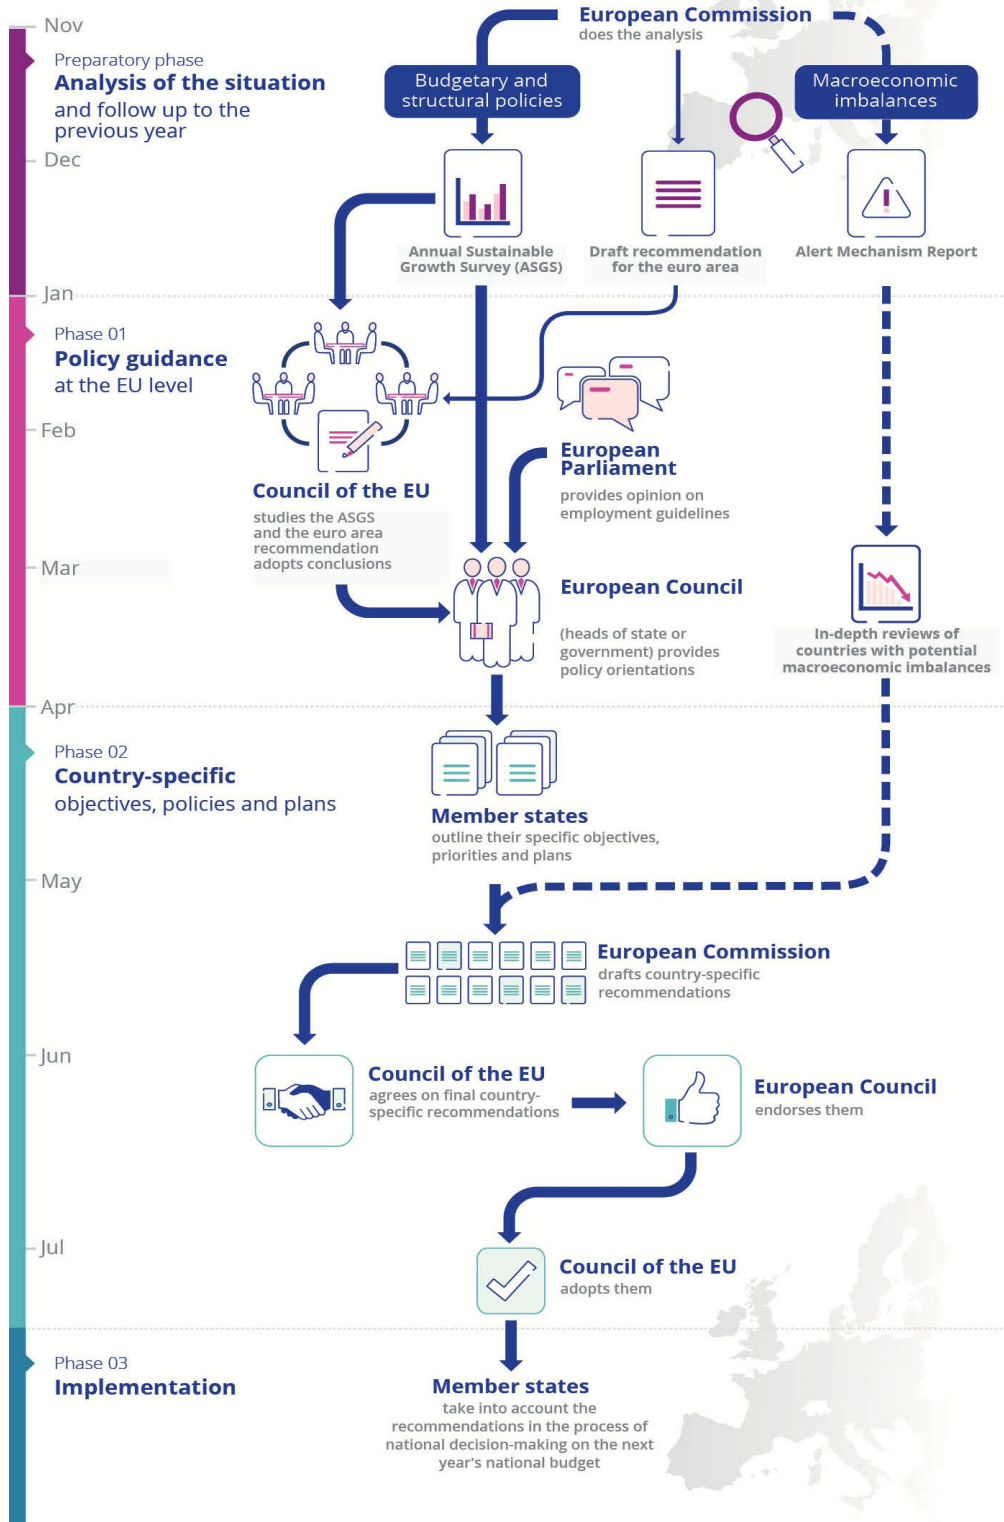 Nov
European Commission
does the analysis
Preparatory phase
Analysis of the situation
and follow up to the
previous year
Budgetary and
structural policies
Macroeconomic
imbalances
Dec
Annual Sustainable
Growth Survey (ASGS)
Draft recommendation
for the euro area
Alert Mechanism Report
Jan
Phase 01
Policy guidance
at the EU level
Feb
European
Parliament
provides opinion on
employment guidelines
Council of the EU
studies the ASGS
and the euro area
recommendation
adopts conclusions
Mar
European Council
(heads of state or
government) provides
policy orientations
In-depth reviews of
countries with potential
macroeconomic imbalances
Apr
Phase 02
Country-specific
objectives, policies and plans
Member states
outline their specific objectives,
priorities and plans
May
European Commission
drafts country-specific
recommendations
Jun
Council of the EU
agrees on final country-
specific recommendations
European Council
endorses them
Jul
Council of the EU
adopts them
Phase 03
Implementation
Member states
take into account the
recommendations in the process of
national decision-making on the next
year's national budget